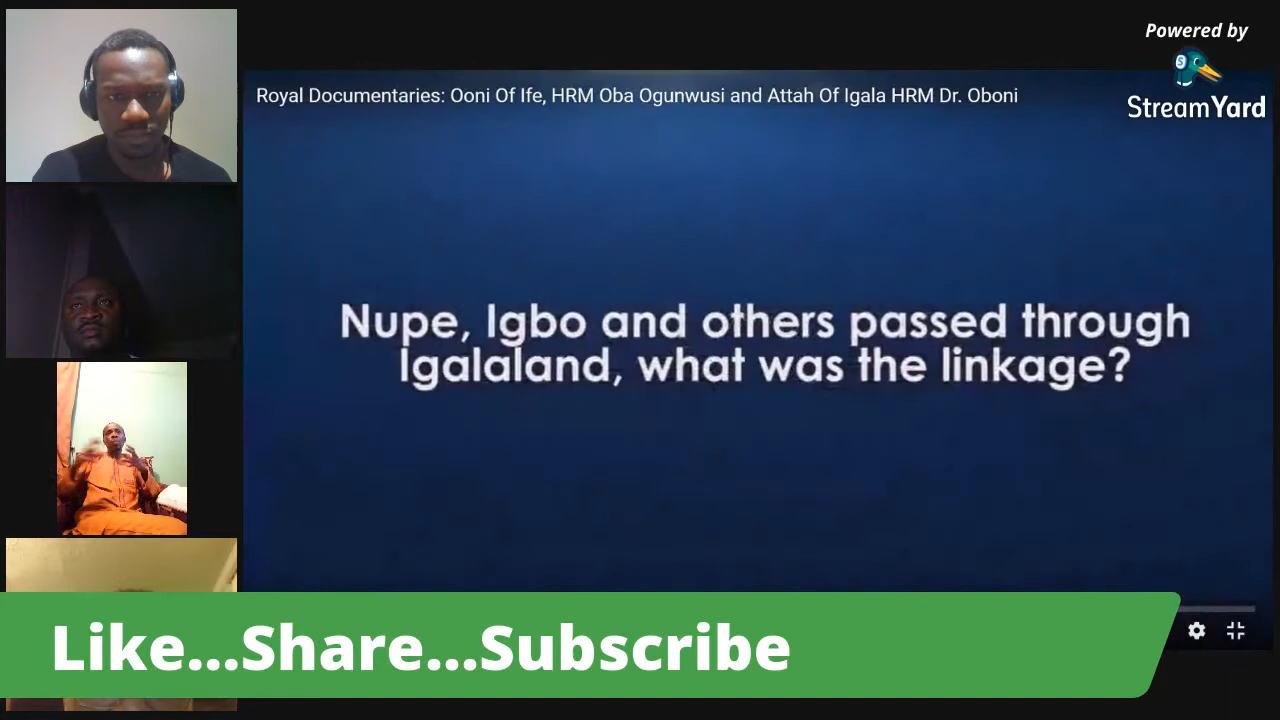 Powered by
StreamYard
Royal Documentaries: Ooni Of Ife, HRM Oba Ogunwusi and Attah Of Igala HRM Dr. Oboni
Nupe, Igbo and others passed through
Igalaland, what was the linkage?
Like...Share...Subscribe